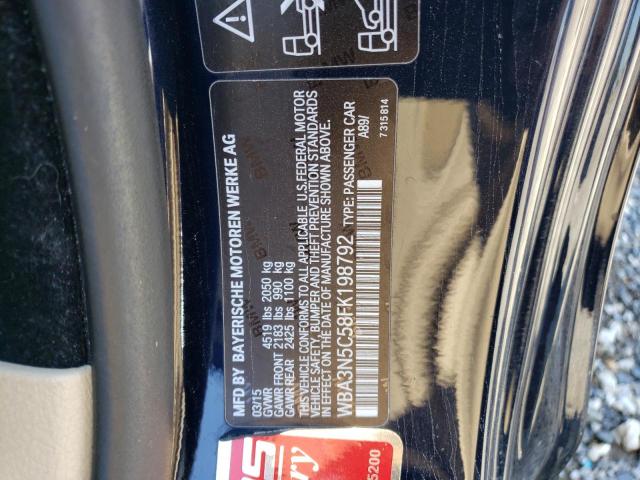 MFD BY BAYERISCHE MOTOREN WERKE AG
03/15
GVWR 4519 lbs 2050 kg
GAWR FRONT 2183 lbs 990 kg
GAWR REAR 2425 lbs 1100 kg
THIS VEHICLE CONFORMS TO ALL APPLICABLE U.S. FEDERAL MOTOR
VEHICLE SAFETY, BUMPER AND THEFT PREVENTION STANDARDS
IN EFFECT ON DATE OF MANUFACTURE SHOWN ABOVE.
WBA3N5C58FK198792 TYPE: PASSENGER CAR
A89/
7 315 814
5200